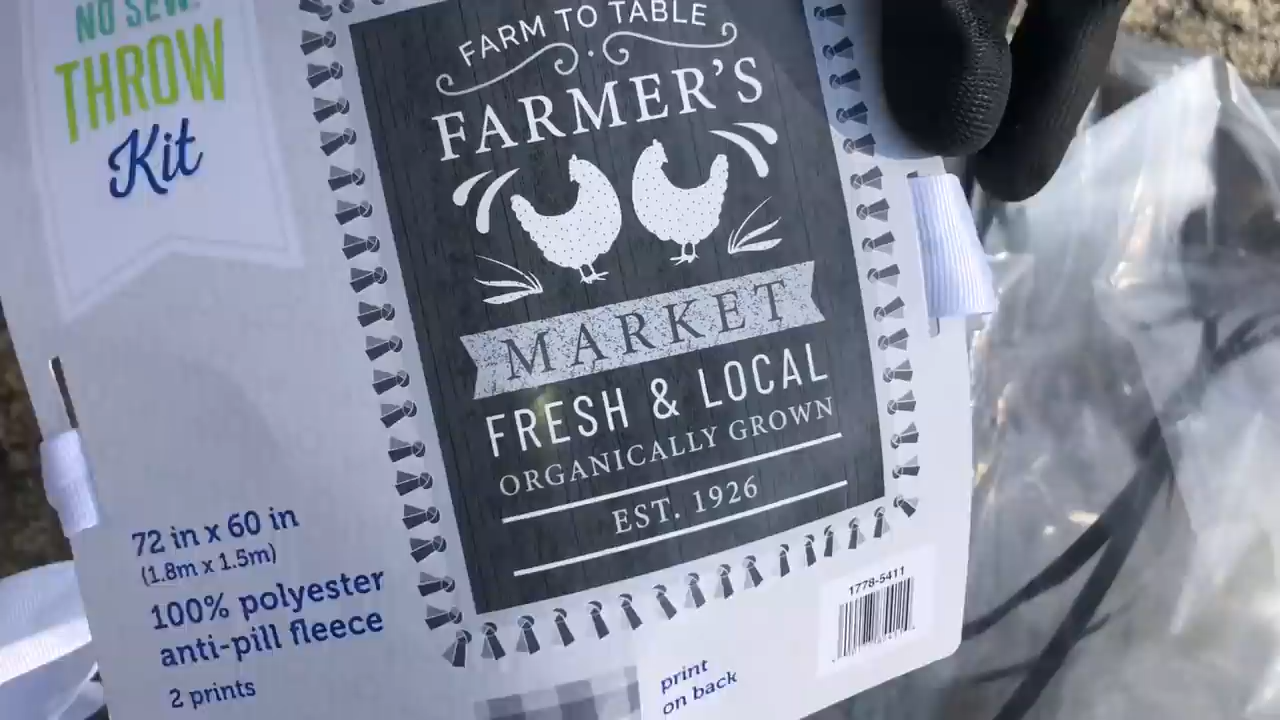 NO SEW
THROW
Kit
FARM TO TABLE
FARMER'S
MARKET
FRESH & LOCAL
ORGANICALLY GROWN
EST. 1926
72 in x 60 in
(1.8m x 1.5m)
100% polyester
anti-pill fleece
2 prints
1778-5411
print
on back